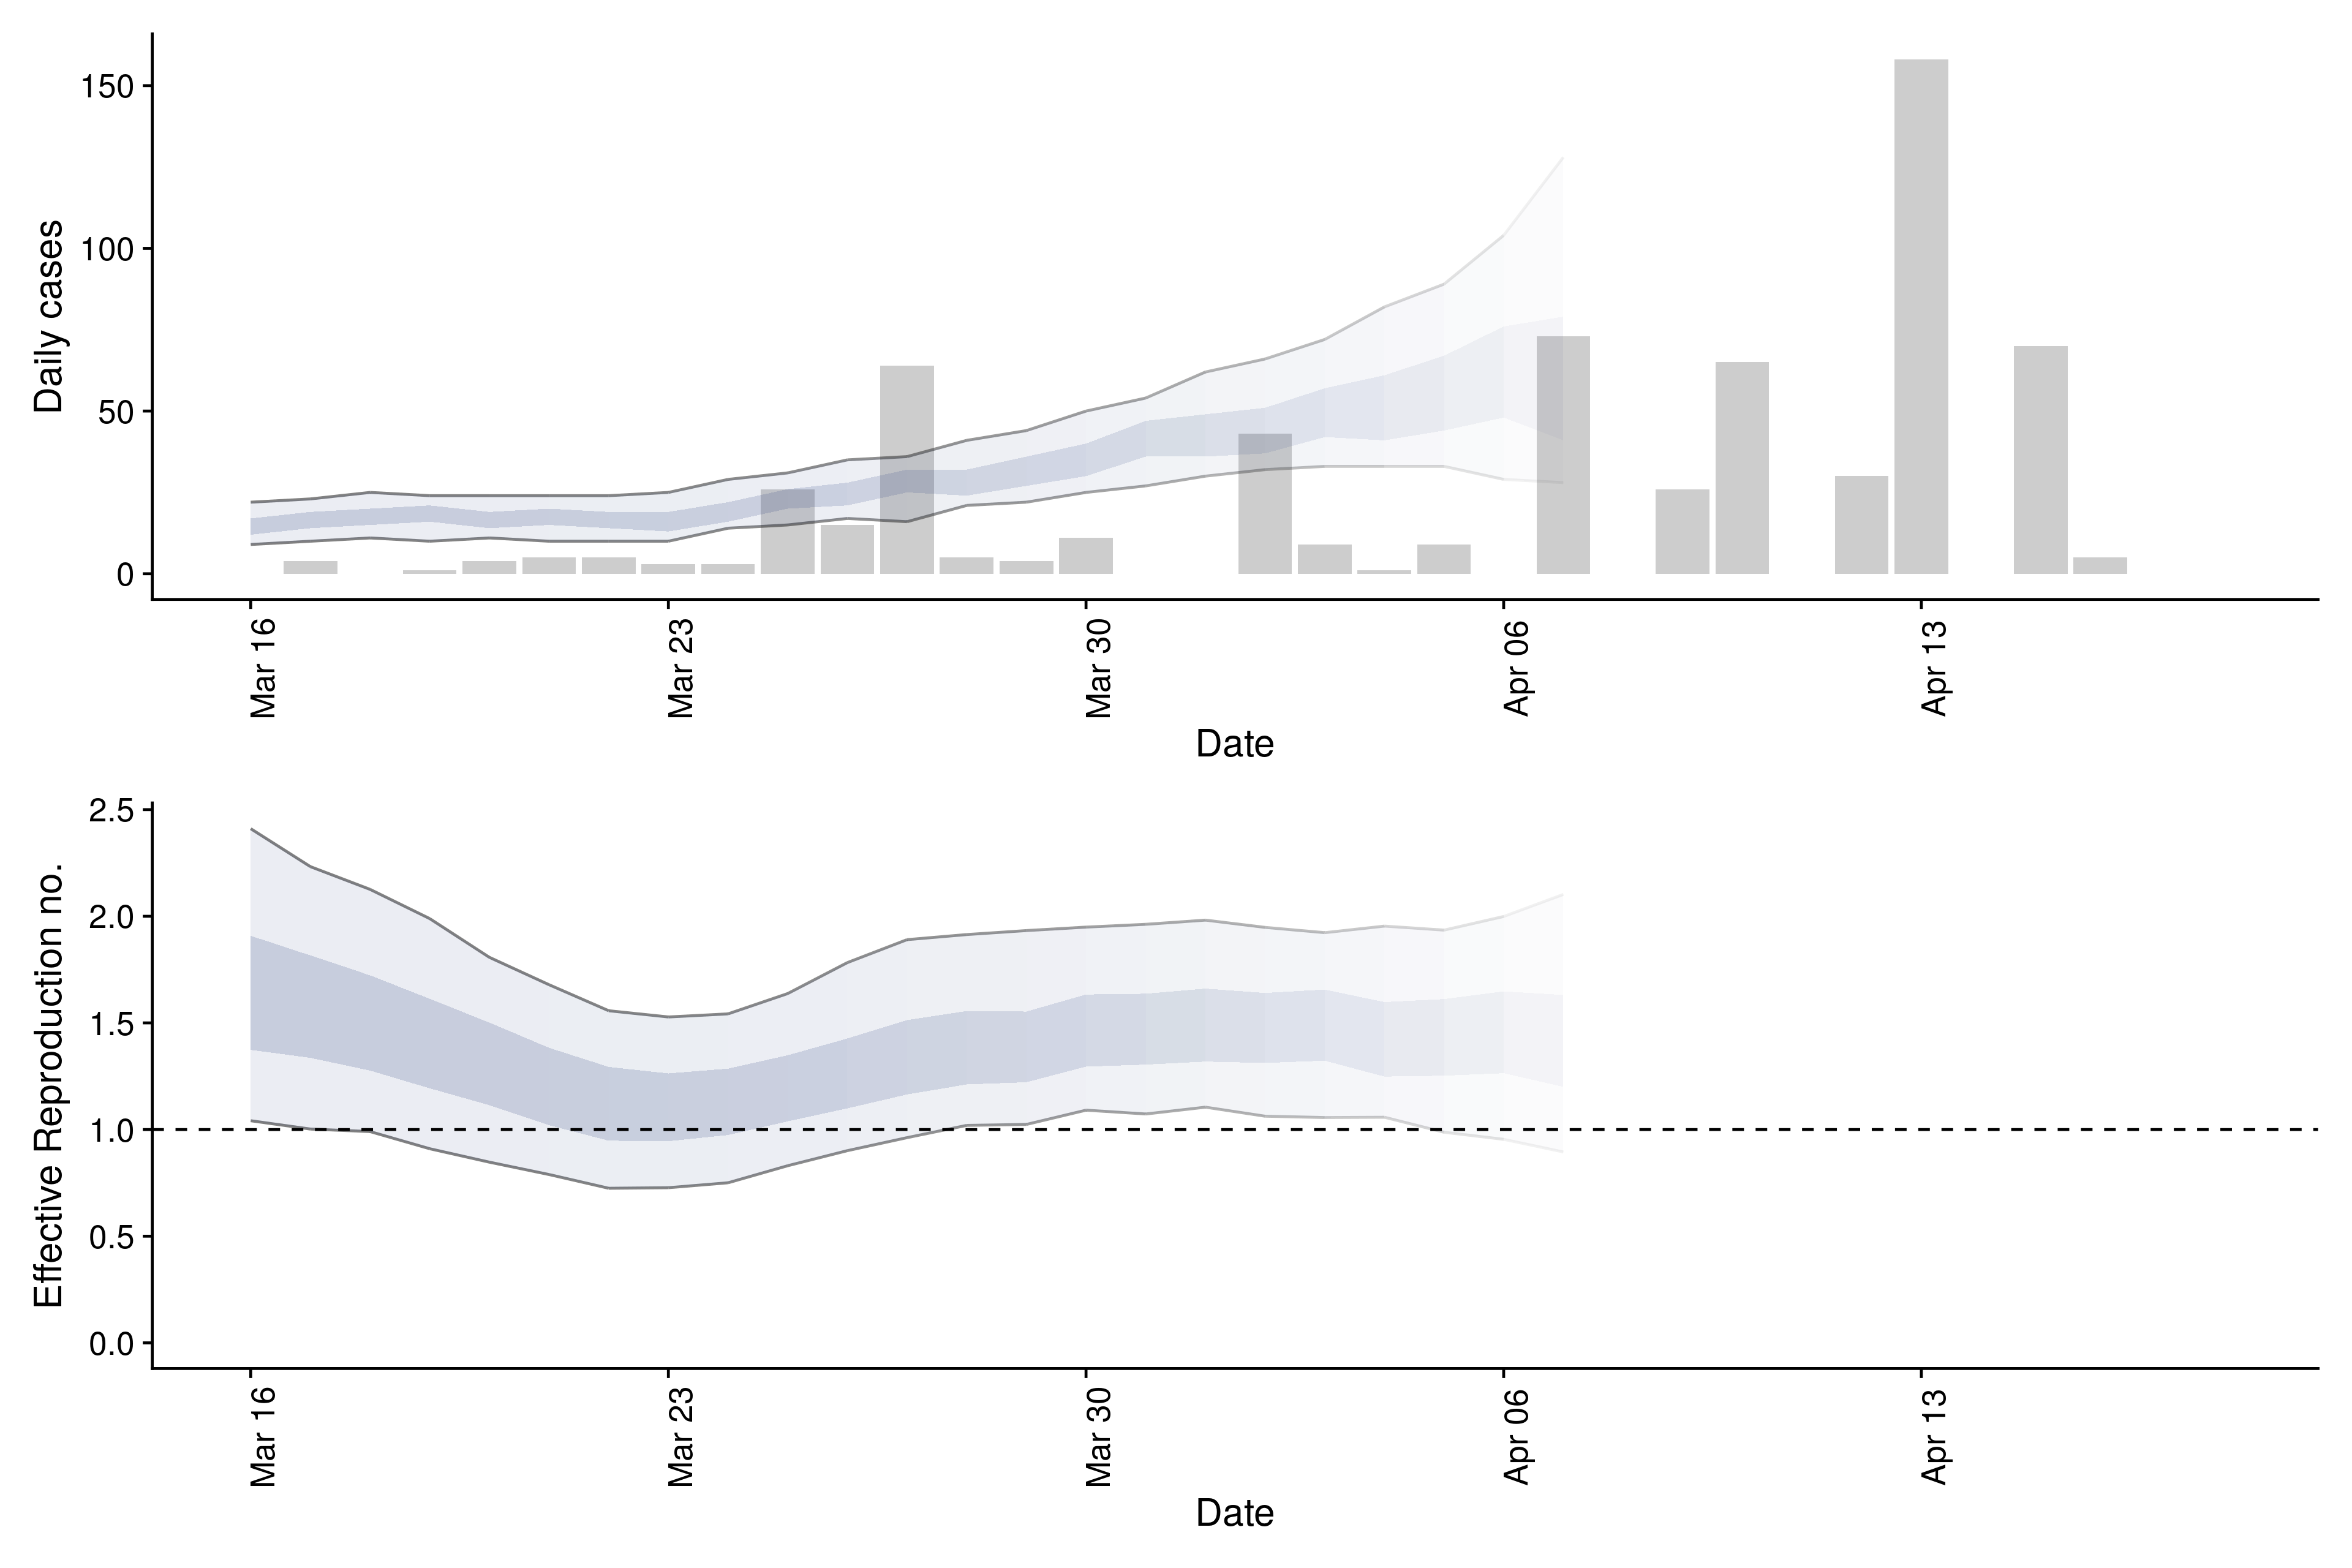 Daily cases
150
100
50
0
Mar 16
Mar 23
Mar 30
Apr 06
Apr 13
Date
Effective Reproduction no.
2.5
2.0
1.5
1.0
0.5
0.0
Mar 16
Mar 23
Mar 30
Apr 06
Apr 13
Date